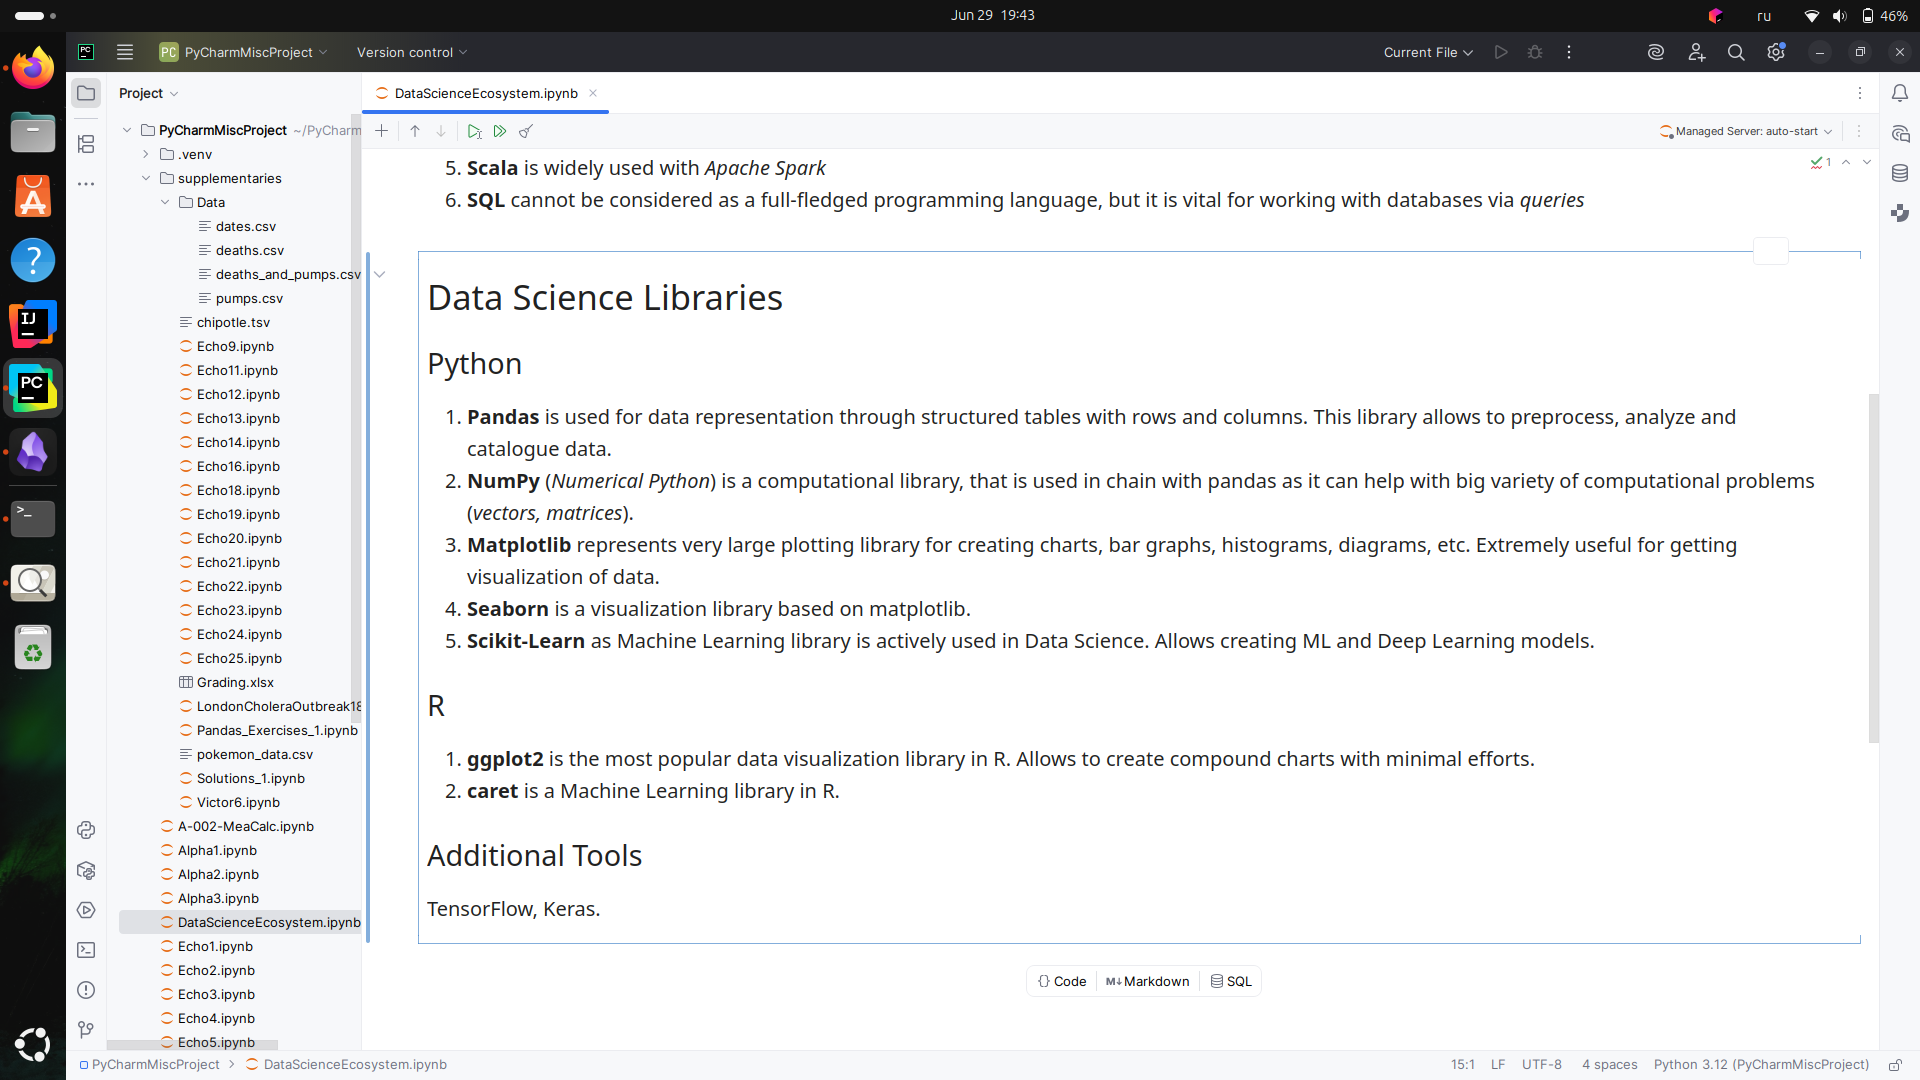 Jun 29 19:43
ru
46%
PC
PC PyCharmMiscProject
Version control
Current File
Project
DataScienceEcosystem.ipynb
PyCharmMiscProject ~/PyCharm
.venv
supplementaries
Data
dates.csv
deaths.csv
deaths_and_pumps.csv
pumps.csv
chipotle.tsv
Echo9.ipynb
Echo11.ipynb
Echo12.ipynb
Echo13.ipynb
Echo14.ipynb
Echo16.ipynb
Echo18.ipynb
Echo19.ipynb
Echo20.ipynb
Echo21.ipynb
Echo22.ipynb
Echo23.ipynb
Echo24.ipynb
Echo25.ipynb
Grading.xlsx
LondonCholeraOutbreak18
Pandas_Exercises_1.ipynb
pokemon_data.csv
Solutions_1.ipynb
Victor6.ipynb
A-002-MeaCalc.ipynb
Alpha1.ipynb
Alpha2.ipynb
Alpha3.ipynb
DataScienceEcosystem.ipynb
Echo1.ipynb
Echo2.ipynb
Echo3.ipynb
Echo4.ipynb
Echo5.ipynb
Managed Server: auto-start
1
5. Scala is widely used with Apache Spark
6. SQL cannot be considered as a full-fledged programming language, but it is vital for working with databases via queries
Data Science Libraries
Python
1. Pandas is used for data representation through structured tables with rows and columns. This library allows to preprocess, analyze and
catalogue data.
2. NumPy (Numerical Python) is a computational library, that is used in chain with pandas as it can help with big variety of computational problems
(vectors, matrices).
3. Matplotlib represents very large plotting library for creating charts, bar graphs, histograms, diagrams, etc. Extremely useful for getting
visualization of data.
4. Seaborn is a visualization library based on matplotlib.
5. Scikit-Learn as Machine Learning library is actively used in Data Science. Allows creating ML and Deep Learning models.
R
1. ggplot2 is the most popular data visualization library in R. Allows to create compound charts with minimal efforts.
2. caret is a Machine Learning library in R.
Additional Tools
TensorFlow, Keras.
{} Code
M↓ Markdown
SQL
IJ
PC
PyCharmMiscProject > DataScienceEcosystem.ipynb
15:1 LF UTF-8 4 spaces Python 3.12 (PyCharmMiscProject)